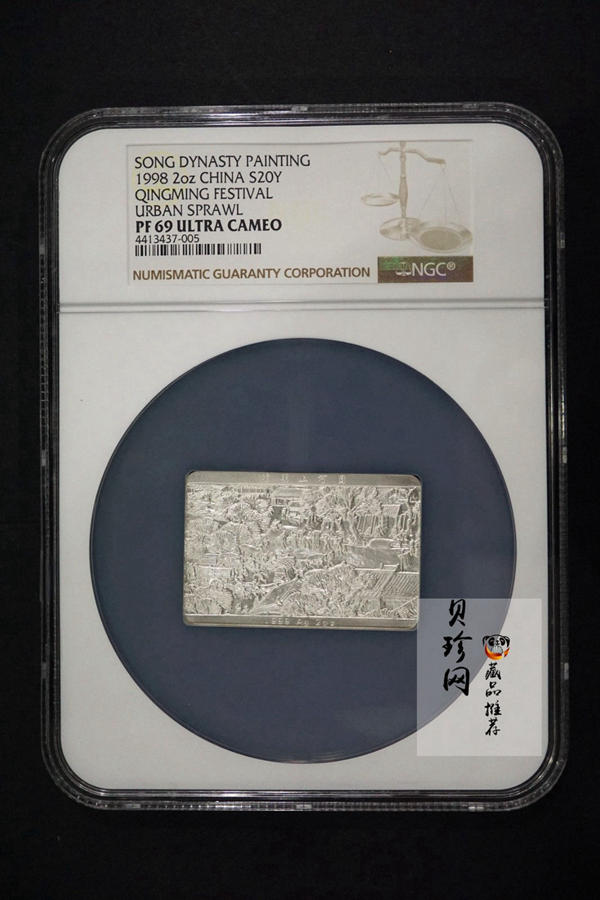 SONG DYNASTY PAINTING
1998 2oz CHINA S20Y
QINGMING FESTIVAL
URBAN SPRAWL
PF 69 ULTRA CAMEO
4413437-005
NUMISMATIC GUARANTY CORPORATION
NGC®
2oz
贝珍网
藏品推荐